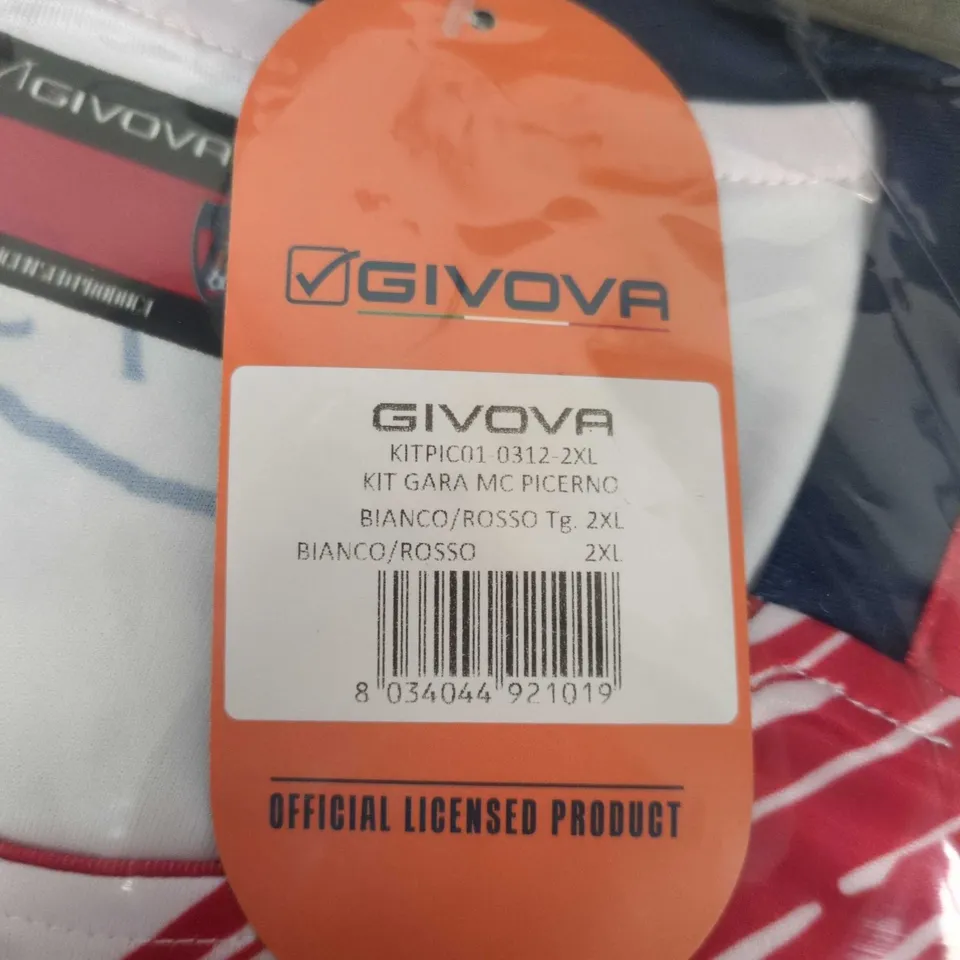 GIVOVA
GIVOVA
GIVOVA
KITPIC01-0312-2XL
KIT GARA MC PICERNO
BIANCO/ROSSO Tg. 2XL
BIANCO/ROSSO 2XL
8 034044 921019
OFFICIAL LICENSED PRODUCT